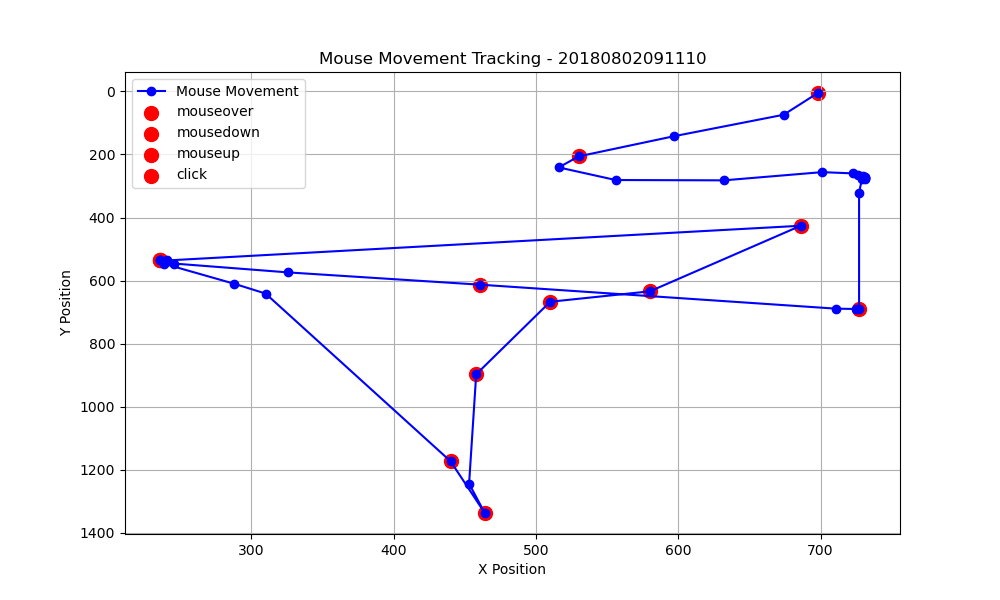 Mouse Movement Tracking - 20180802091110
Mouse Movement
mouseover
mousedown
mouseup
click
0
200
400
600
800
1000
1200
1400
Y Position
300
400
500
600
700
X Position